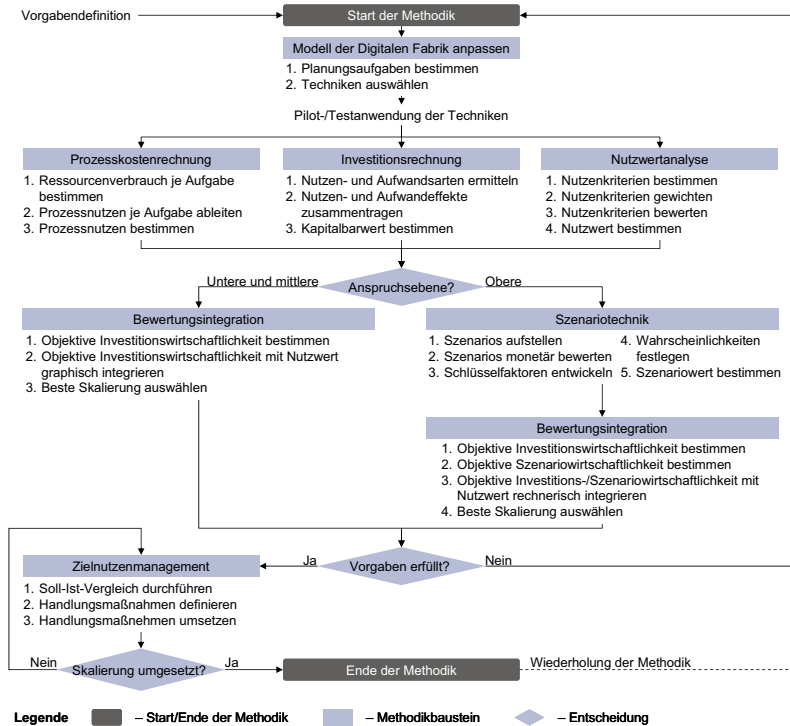 Vorgabendefinition
Start der Methodik
Modell der Digitalen Fabrik anpassen
1. Planungsaufgaben bestimmen
2. Techniken auswählen
Pilot-/Testanwendung der Techniken
Prozesskostenrechnung
1. Ressourcenverbrauch je Aufgabe
bestimmen
2. Prozessnutzen je Aufgabe ableiten
3. Prozessnutzen bestimmen
Investitionsrechnung
1. Nutzen- und Aufwandsarten ermitteln
2. Nutzen- und Aufwandeffekte
zusammentragen
3. Kapitalbarwert bestimmen
Nutzwertanalyse
1. Nutzenkriterien bestimmen
2. Nutzenkriterien gewichten
3. Nutzenkriterien bewerten
4. Nutzwert bestimmen
Untere und mittlere
Anspruchsebene?
Obere
Bewertungsintegration
1. Objektive Investitionswirtschaftlichkeit bestimmen
2. Objektive Investitionswirtschaftlichkeit mit Nutzwert
graphisch integrieren
3. Beste Skalierung auswählen
Szenariotechnik
1. Szenarios aufstellen
2. Szenarios monetär bewerten
3. Schlüsselfaktoren entwickeln
4. Wahrscheinlichkeiten
festlegen
5. Szenariowert bestimmen
Bewertungsintegration
1. Objektive Investitionswirtschaftlichkeit bestimmen
2. Objektive Szenariowirtschaftlichkeit bestimmen
3. Objektive Investitions-/Szenariowirtschaftlichkeit mit
Nutzwert rechnerisch integrieren
4. Beste Skalierung auswählen
Zielnutzenmanagement
Ja
Vorgaben erfüllt?
Nein
1. Soll-Ist-Vergleich durchführen
2. Handlungsmaßnahmen definieren
3. Handlungsmaßnehmen umsetzen
Nein
Skalierung umgesetzt?
Ja
Ende der Methodik
Wiederholung der Methodik
Legende
– Start/Ende der Methodik
– Methodikbaustein
– Entscheidung